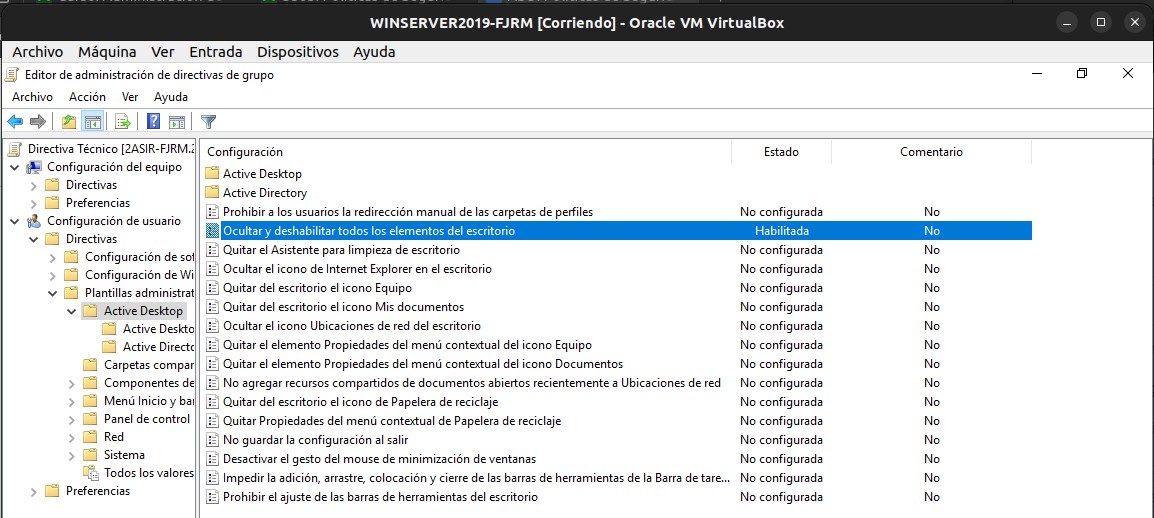 WINSERVER2019-FJRM [Corriendo] - Oracle VM VirtualBox
Archivo Máquina Ver Entrada Dispositivos Ayuda
Editor de administración de directivas de grupo
Archivo Acción Ver Ayuda
Directiva Técnico [2ASIR-FJRM.2
Configuración del equipo
Directivas
Preferencias
Configuración de usuario
Directivas
Configuración de sof
Configuración de Wi
Plantillas administrat
Active Desktop
Active Deskto
Active Directo
Carpetas compar
Componentes de
Menú Inicio y bar
Panel de control
Red
Sistema
Todos los valores
Preferencias
Configuración Estado Comentario
Active Desktop
Active Directory
Prohibir a los usuarios la redirección manual de las carpetas de perfiles No configurada No
Ocultar y deshabilitar todos los elementos del escritorio Habilitada No
Quitar el Asistente para limpieza de escritorio No configurada No
Ocultar el icono de Internet Explorer en el escritorio No configurada No
Quitar del escritorio el icono Equipo No configurada No
Quitar del escritorio el icono Mis documentos No configurada No
Ocultar el icono Ubicaciones de red del escritorio No configurada No
Quitar el elemento Propiedades del menú contextual del icono Equipo No configurada No
Quitar el elemento Propiedades del menú contextual del icono Documentos No configurada No
No agregar recursos compartidos de documentos abiertos recientemente a Ubicaciones de red No configurada No
Quitar del escritorio el icono de Papelera de reciclaje No configurada No
Quitar Propiedades del menú contextual de Papelera de reciclaje No configurada No
No guardar la configuración al salir No configurada No
Desactivar el gesto del mouse de minimización de ventanas No configurada No
Impedir la adición, arrastre, colocación y cierre de las barras de herramientas de la Barra de tare... No configurada No
Prohibir el ajuste de las barras de herramientas del escritorio No configurada No